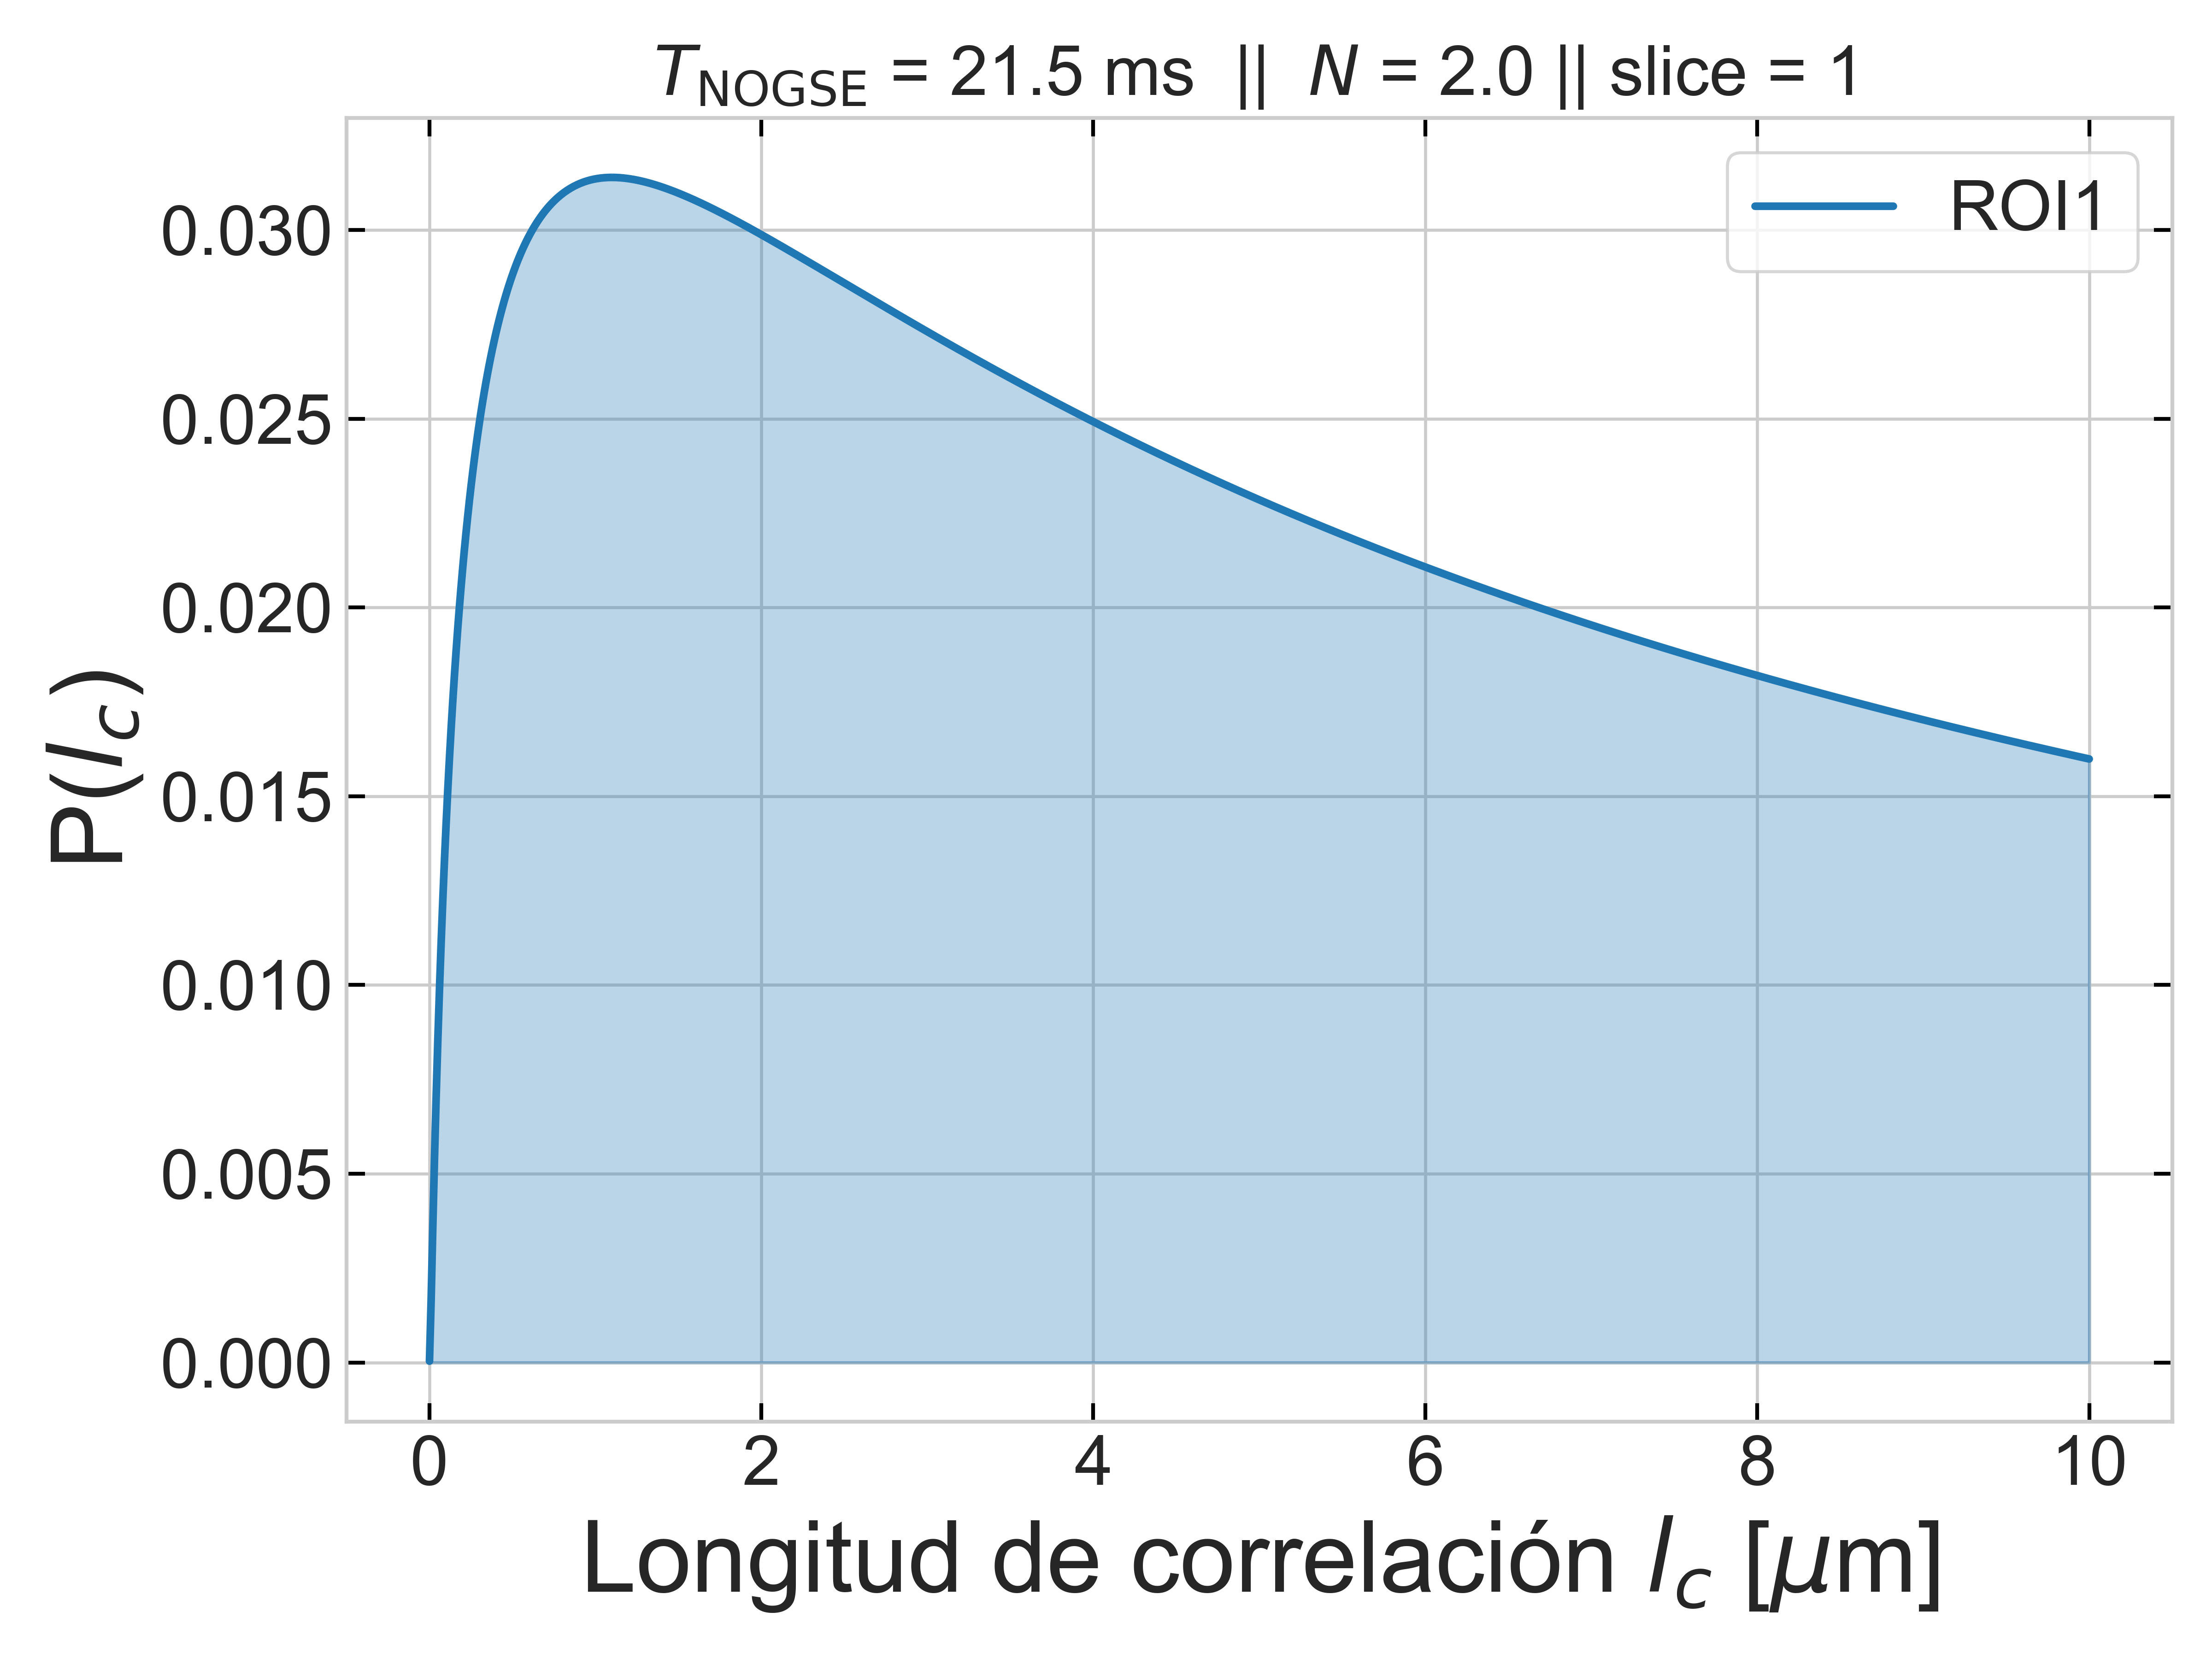 T_NOGSE = 21.5 ms || N = 2.0 || slice = 1
ROI1
P(l_c)
0.030
0.025
0.020
0.015
0.010
0.005
0.000
0 2 4 6 8 10
Longitud de correlación l_c [μm]